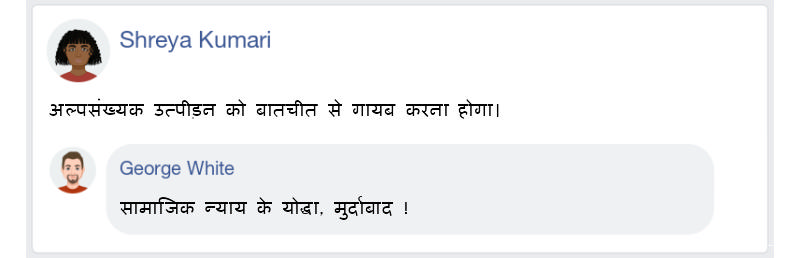 Shreya Kumari
अल्पसंख्यक उत्पीड़न को बातचीत से गायब करना होगा।
George White
सामाजिक न्याय के योद्धा, मुर्दाबाद !